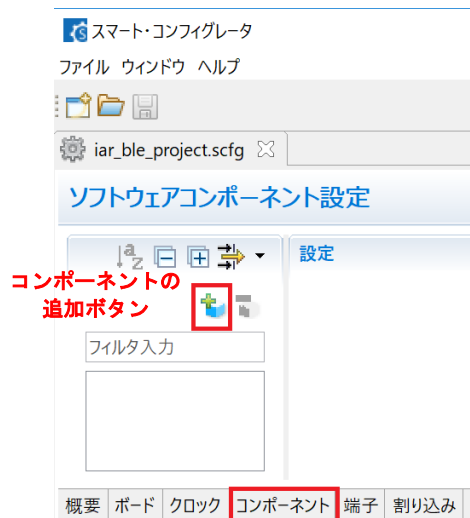 スマート・コンフィグレータ
ファイル ウィンドウ ヘルプ
iar_ble_project.scfg
ソフトウェアコンポーネント設定
設定
コンポーネントの
追加ボタン
フィルタ入力
概要 ボード クロック コンポーネント 端子 割り込み